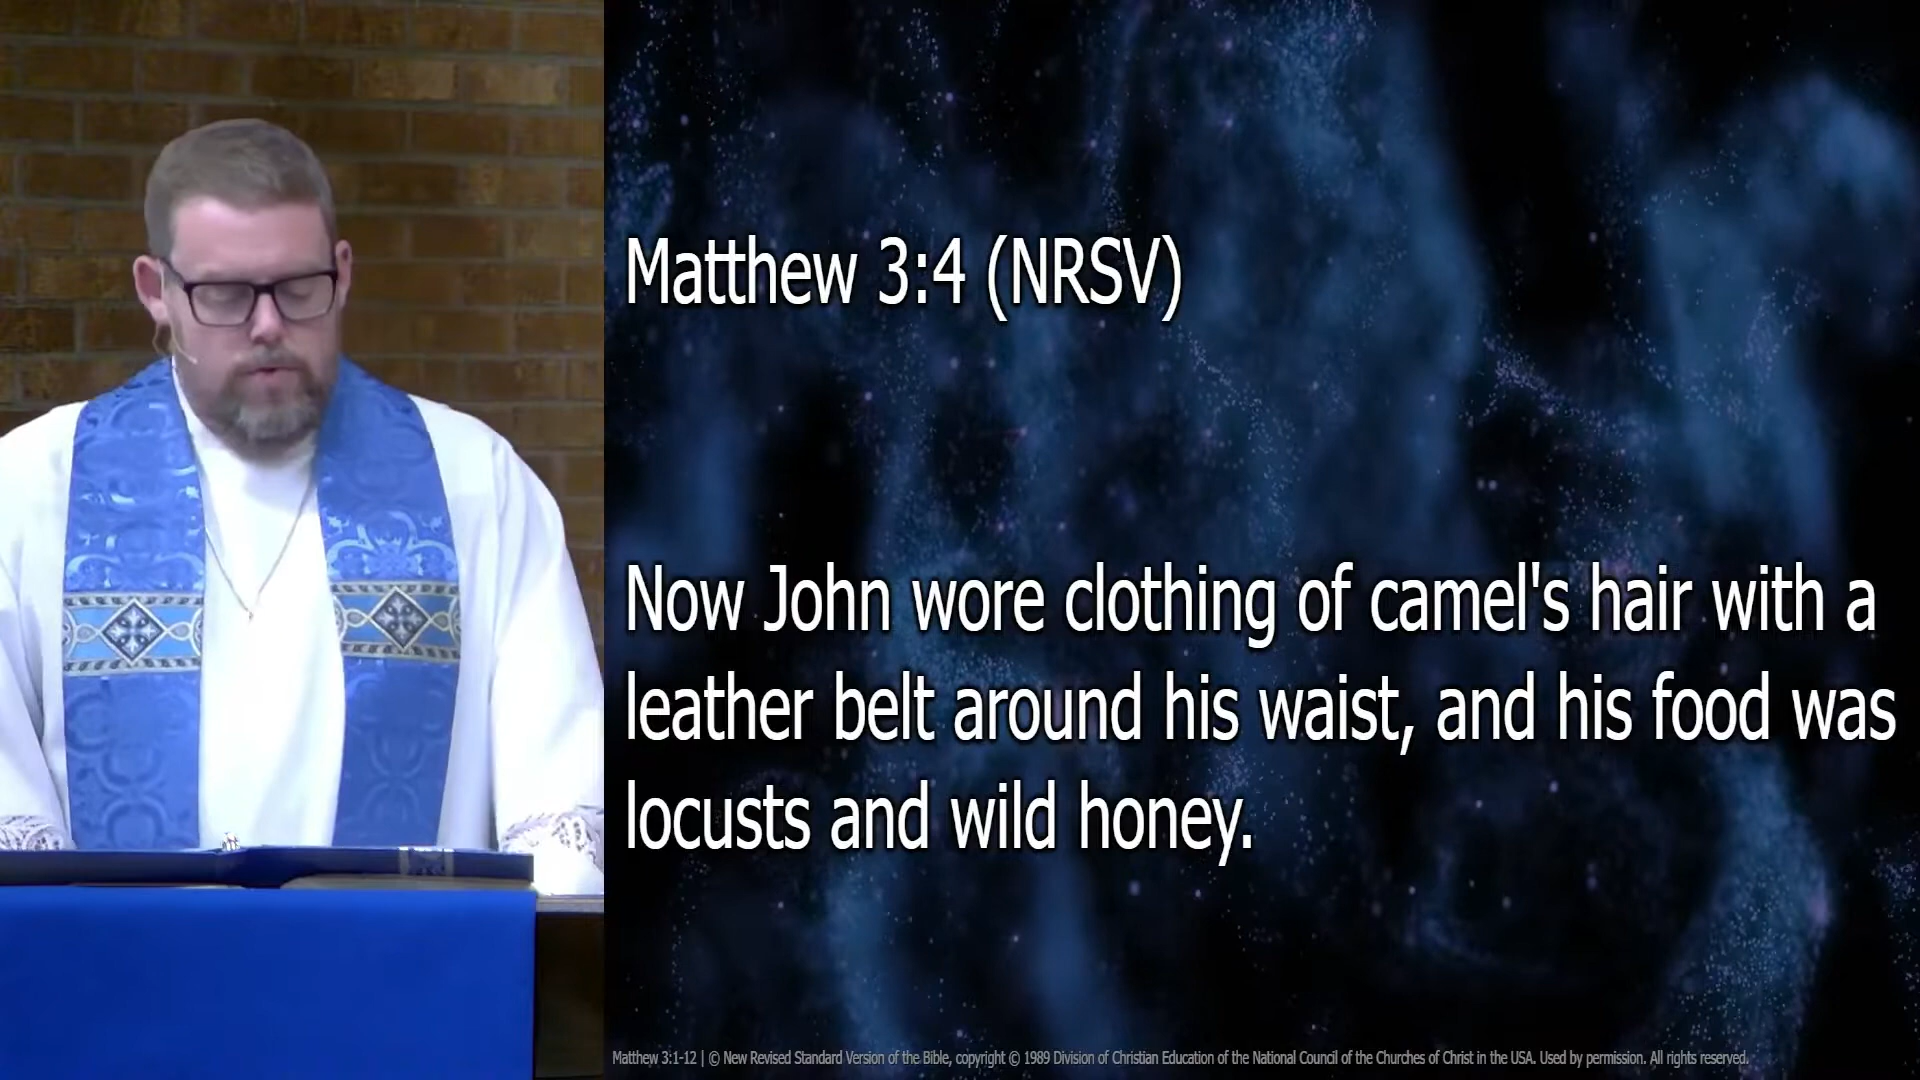 Matthew 3:4 (NRSV)
Now John wore clothing of camel's hair with a
leather belt around his waist, and his food was
locusts and wild honey.
Matthew 3:1-12 | © New Revised Standard Version of the Bible, copyright © 1989 Division of Christian Education of the National Council of the Churches of Christ in the USA. Used by permission. All rights reserved.